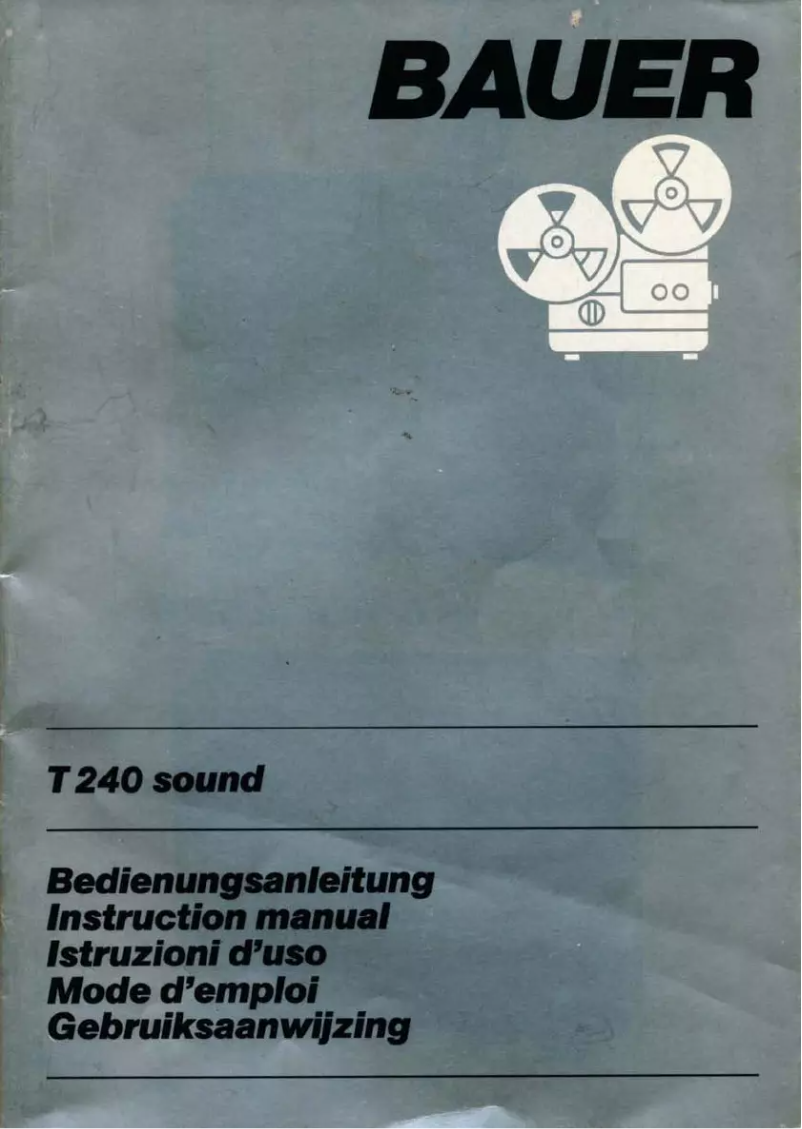 BAUER
T 240 sound
Bedienungsanleitung
Instruction manual
Istruzioni d'uso
Mode d'emploi
Gebruiksaanwijzing